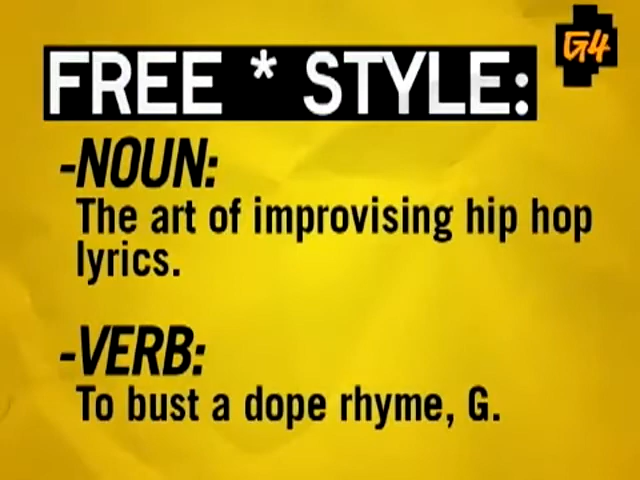 G4
FREE * STYLE:
-NOUN:
The art of improvising hip hop
lyrics.
-VERB:
To bust a dope rhyme, G.